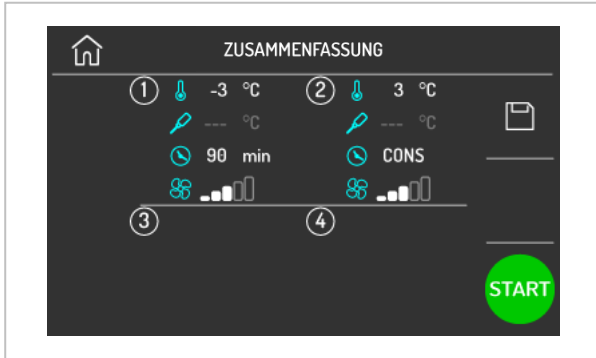 ZUSAMMENFASSUNG
1 -3 °C 2 3 °C
--- °C --- °C
90 min CONS
3 4
START